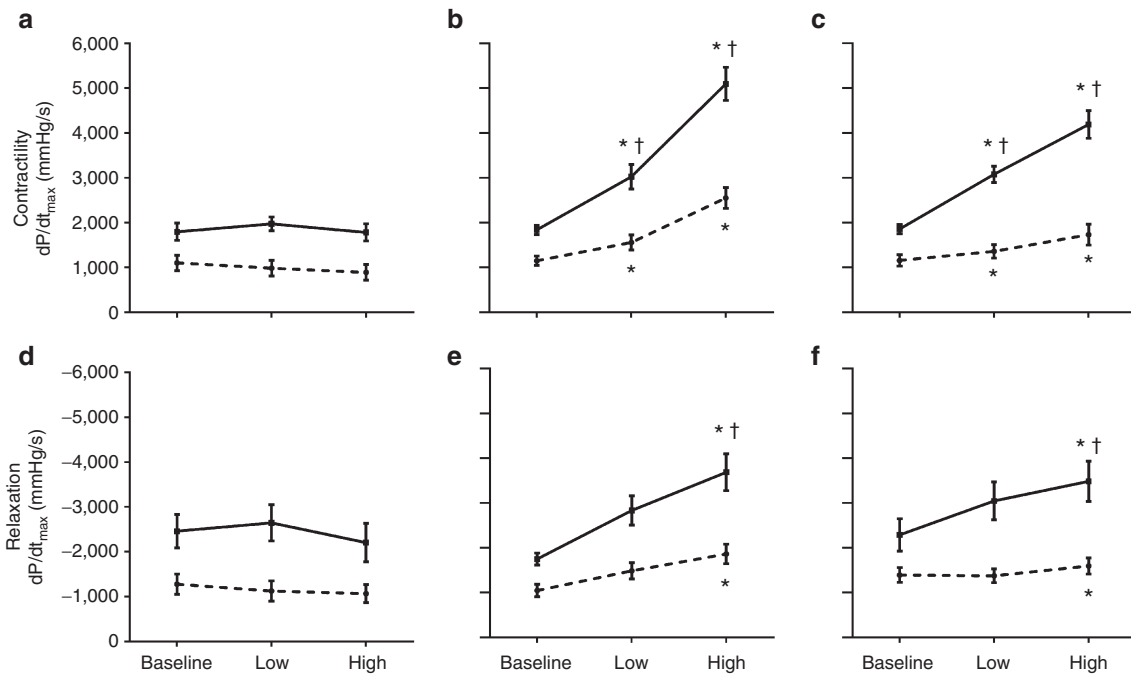 a
b
c
6,000
5,000
4,000
3,000
2,000
1,000
0
Contractility
dP/dtmax (mmHg/s)
* †
* †
*
*
* †
* †
*
*
d
e
f
–6,000
–5,000
–4,000
–3,000
–2,000
–1,000
0
Relaxation
dP/dtmax (mmHg/s)
* †
*
* †
*
Baseline Low High
Baseline Low High
Baseline Low High